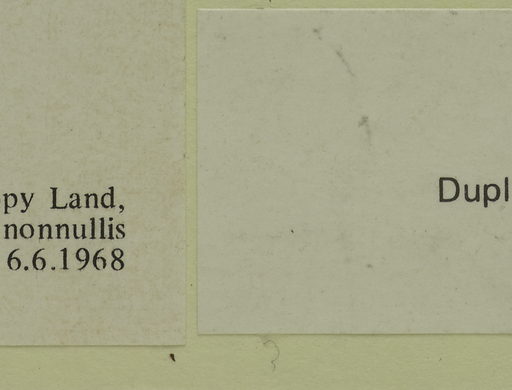 py Land,
nonnullis
6.6.1968
Dupl